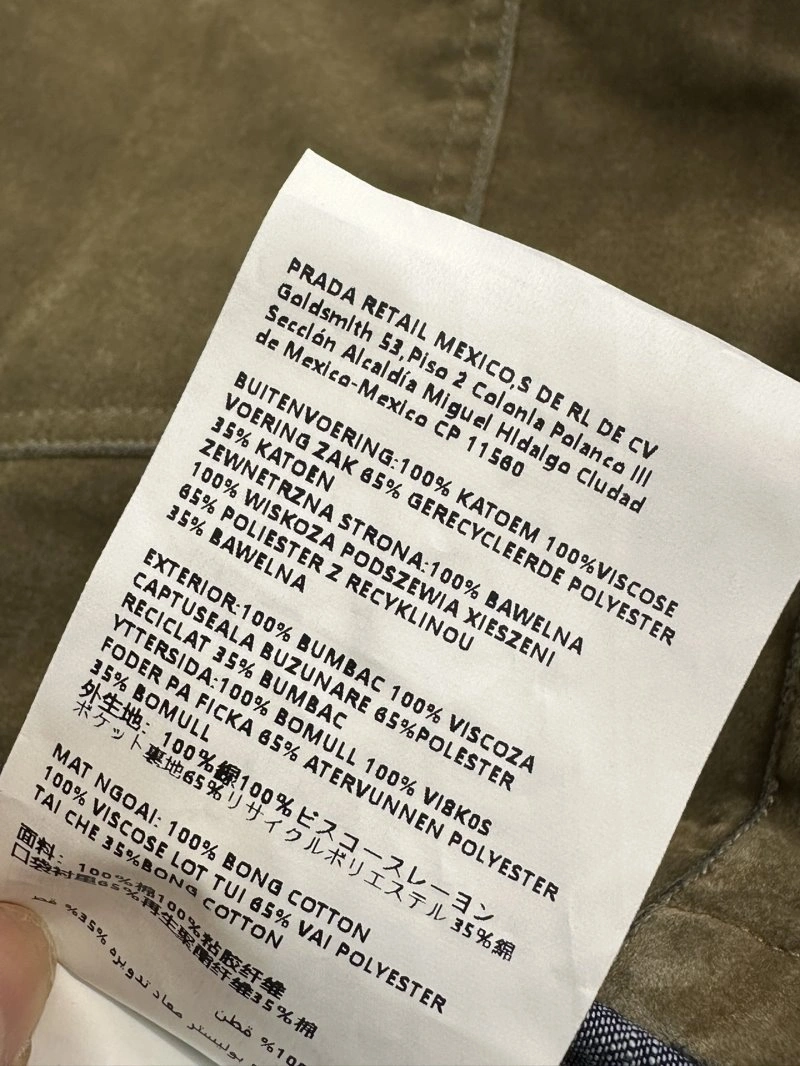 PRADA RETAIL MEXICO,S DE RL DE CV
Goldsmith 53,Piso 2 Colonia Polanco III
Sección Alcaldía Miguel Hidalgo Ciudad
de Mexico-Mexico CP 11560
BUITENVOERING:100% KATOEM 100%VISCOSE
VOERING ZAK 65% GERECYCLEERDE POLYESTER
35% KATOEN
ZEWNETRZNA STRONA:100% BAWELNA
100% WISKOZA PODSZEWIA XIESZENI
65% POLIESTER Z RECYKLINOU
35% BAWELNA
EXTERIOR:100% BUMBAC 100% VISCOZA
CAPTUSEALA BUZUNARE 65%POLESTER
RECICLAT 35% BUMBAC
YTTERSIDA:100% BOMULL 100% VI8K0S
FODER PA FICKA 65% ATERVUNNEN POLYESTER
35% BOMULL
外生地: 100%綿100%ビスコースレーヨン
ポケット裏地65%リサイクルポリエステル 35%綿
MAT NGOAI: 100% BONG COTTON
100% VISCOSE LOT TUI 65% VAI POLYESTER
TAI CHE 35%BONG COTTON
面料: 100%棉100%粘胶纤维
口袋衬里65%再生聚酯纤维35%棉
%100 قطن
بوليستر معاد تدويره %35